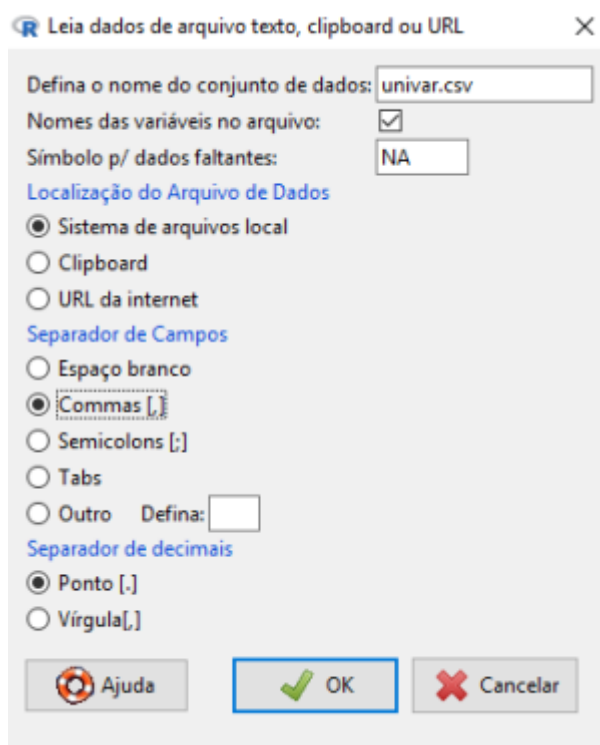 Leia dados de arquivo texto, clipboard ou URL
Defina o nome do conjunto de dados: univar.csv
Nomes das variáveis no arquivo:
Símbolo p/ dados faltantes: NA
Localização do Arquivo de Dados
Sistema de arquivos local
Clipboard
URL da internet
Separador de Campos
Espaço branco
Commas [,]
Semicolons [;]
Tabs
Outro Defina:
Separador de decimais
Ponto [.]
Vírgula[,]
Ajuda OK Cancelar